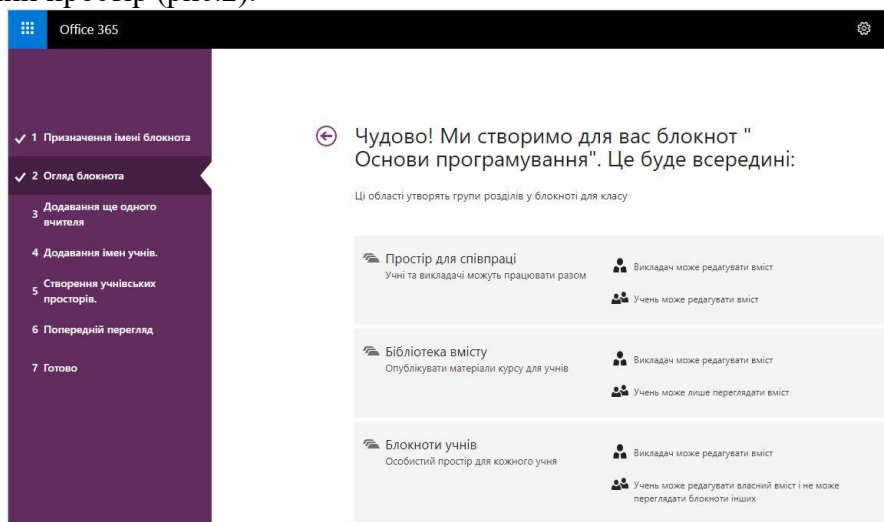 простір (рис.2).
Office 365
1 Призначення імені блокнота
2 Огляд блокнота
3 Додавання ще одного
вчителя
4 Додавання імен учнів.
5 Створення учнівських
просторів.
6 Попередній перегляд
7 Готово
Чудово! Ми створимо для вас блокнот "
Основи програмування". Це буде всередині:
Ці області утворять групи розділів у блокноті для класу
Простір для співпраці
Учні та викладачі можуть працювати разом
Викладач може редагувати вміст
Учень може редагувати вміст
Бібліотека вмісту
Опублікувати матеріали курсу для учнів
Викладач може редагувати вміст
Учень може лише переглядати вміст
Блокноти учнів
Особистий простір для кожного учня
Викладач може редагувати вміст
Учень може редагувати власний вміст і не може
переглядати блокноти інших